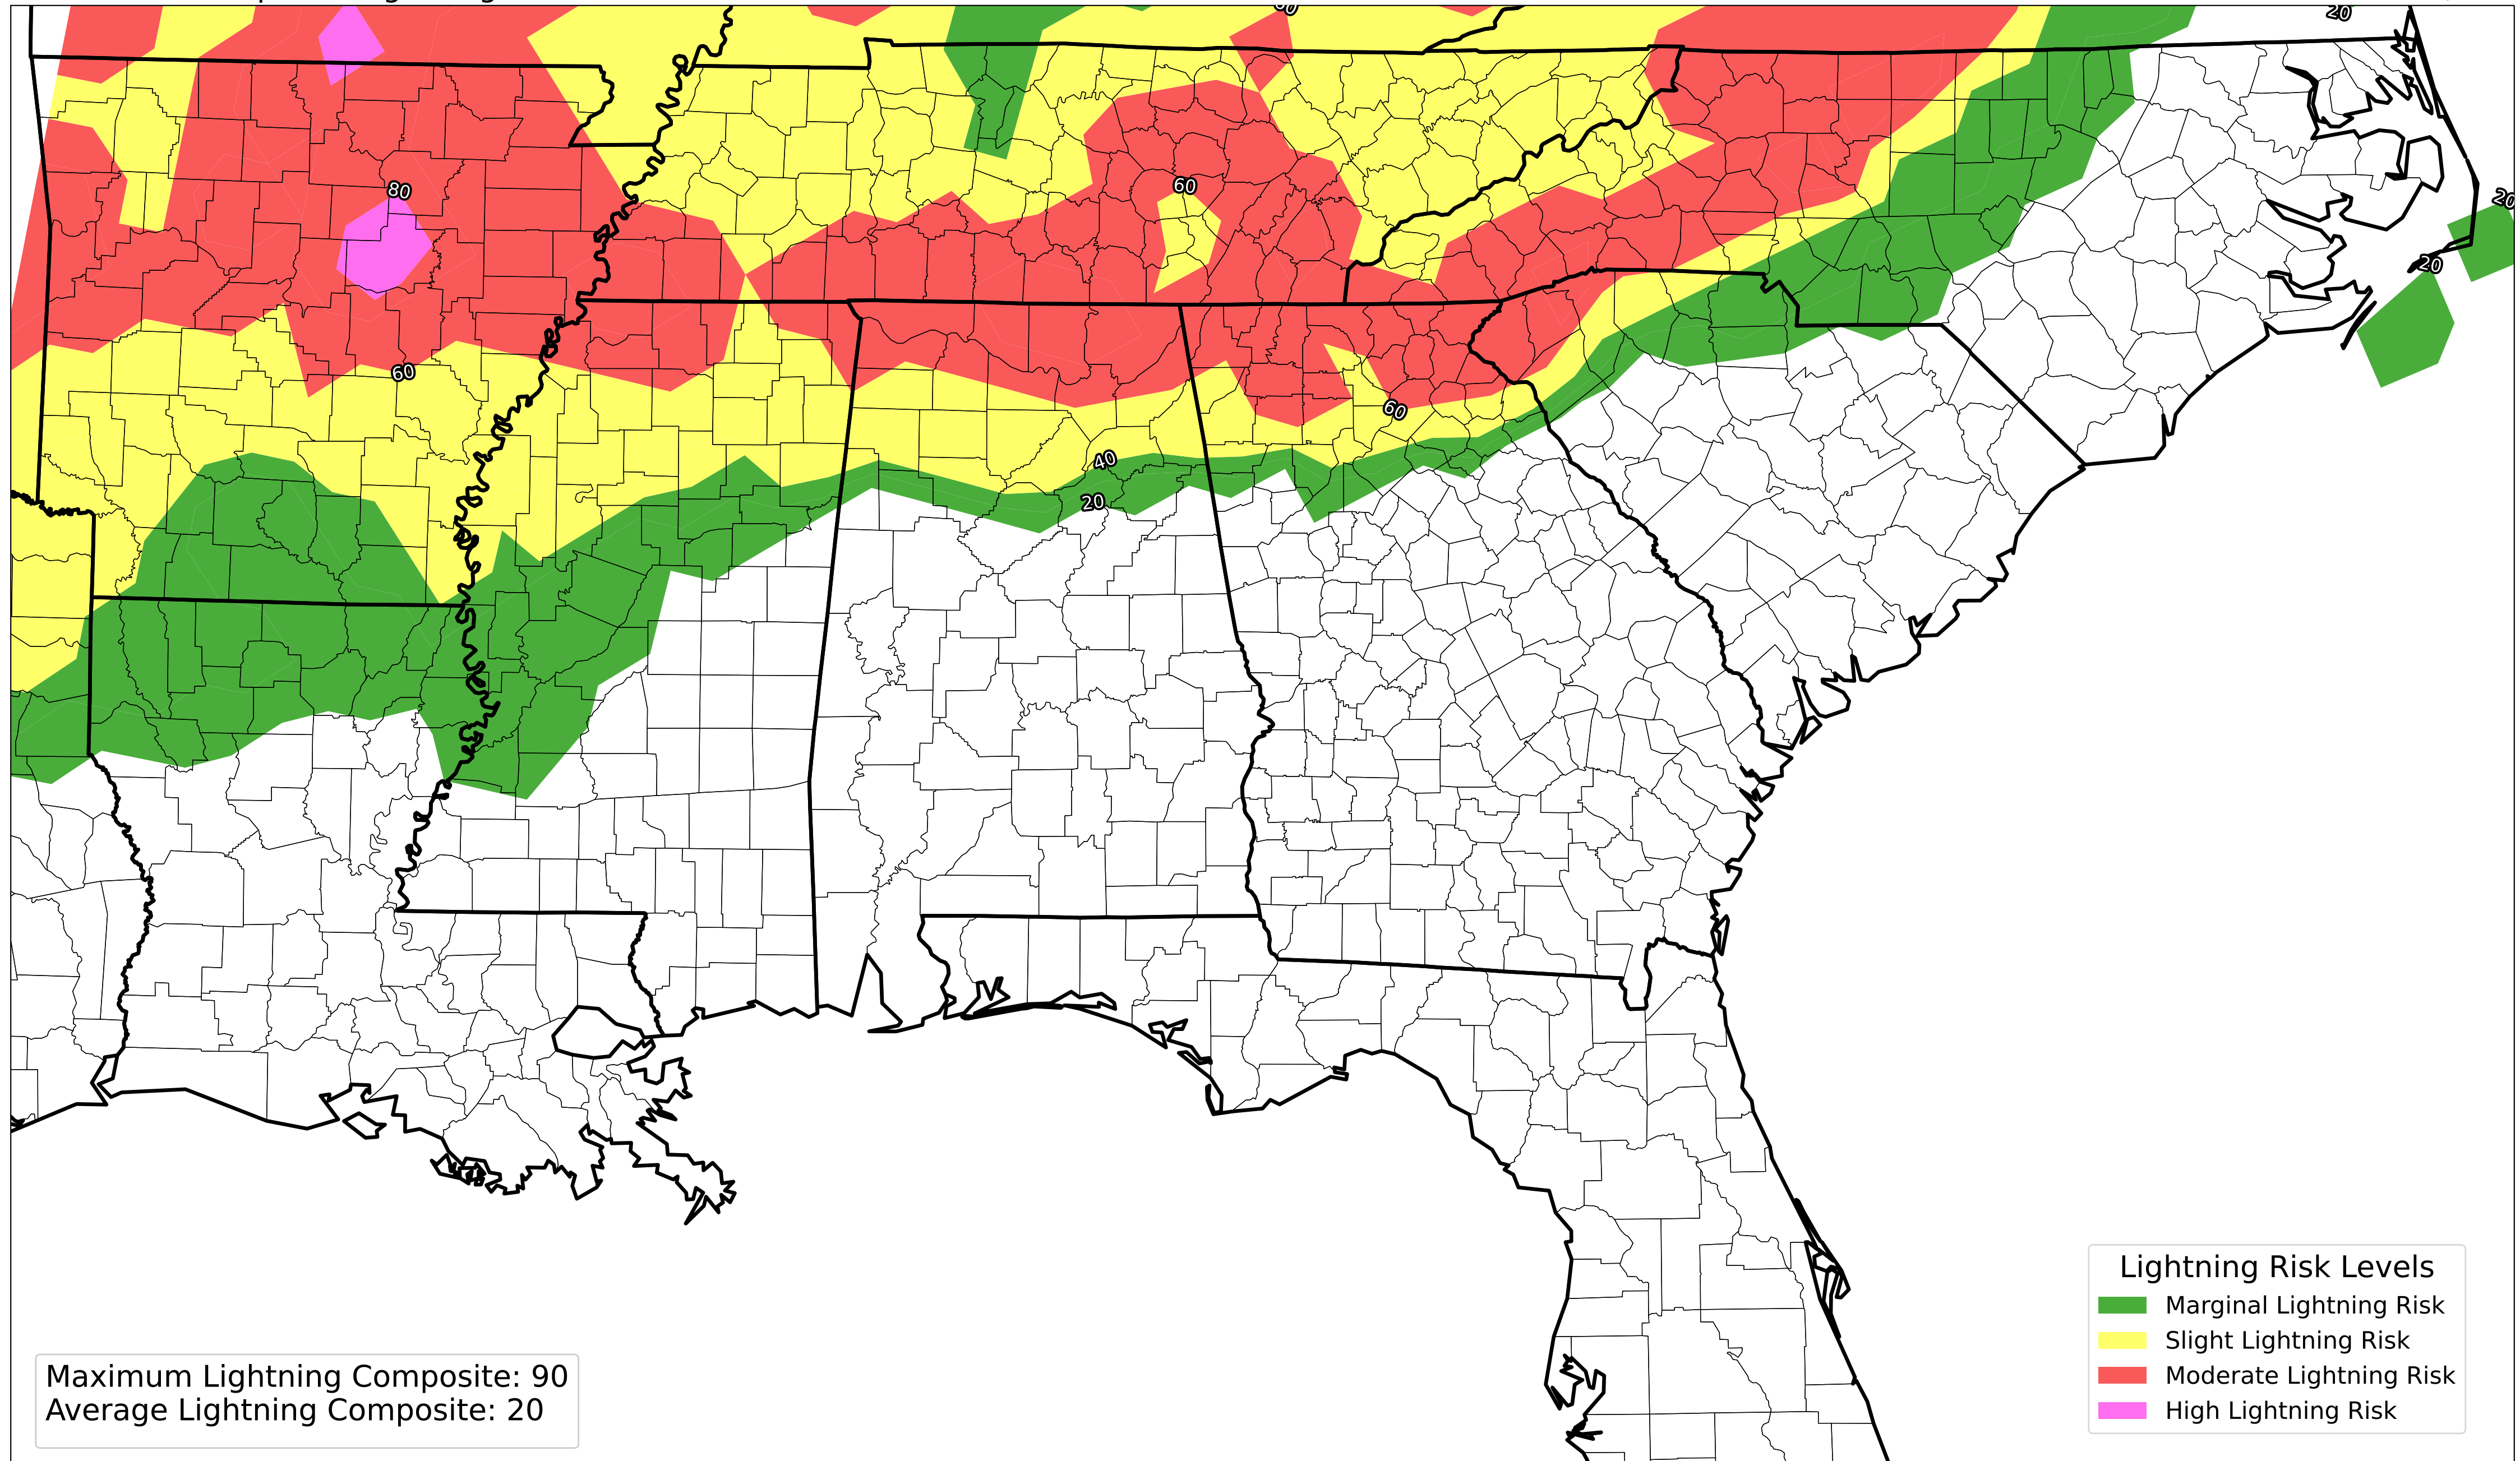 60
20
80
60
20
20
60
60
40
20
Lightning Risk Levels
Marginal Lightning Risk
Slight Lightning Risk
Moderate Lightning Risk
High Lightning Risk
Maximum Lightning Composite: 90
Average Lightning Composite: 20